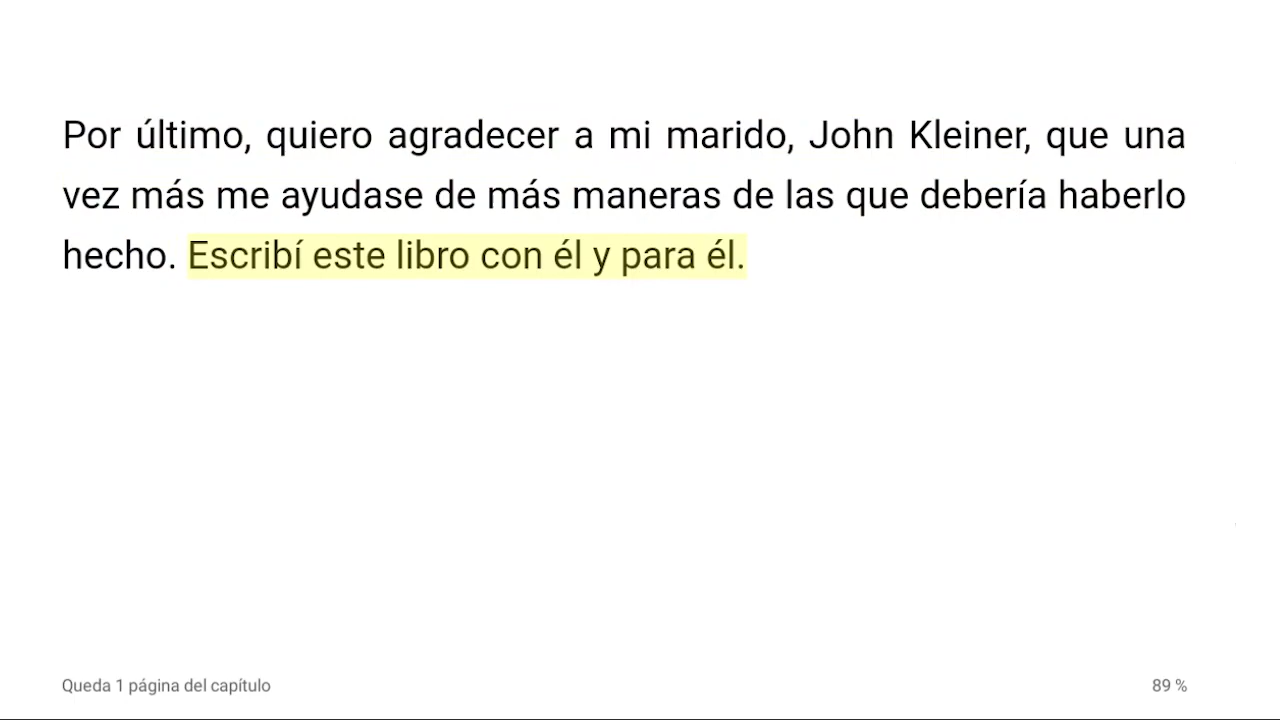 Por último, quiero agradecer a mi marido, John Kleiner, que una
vez más me ayudase de más maneras de las que debería haberlo
hecho. Escribí este libro con él y para él.
Queda 1 página del capítulo
89 %